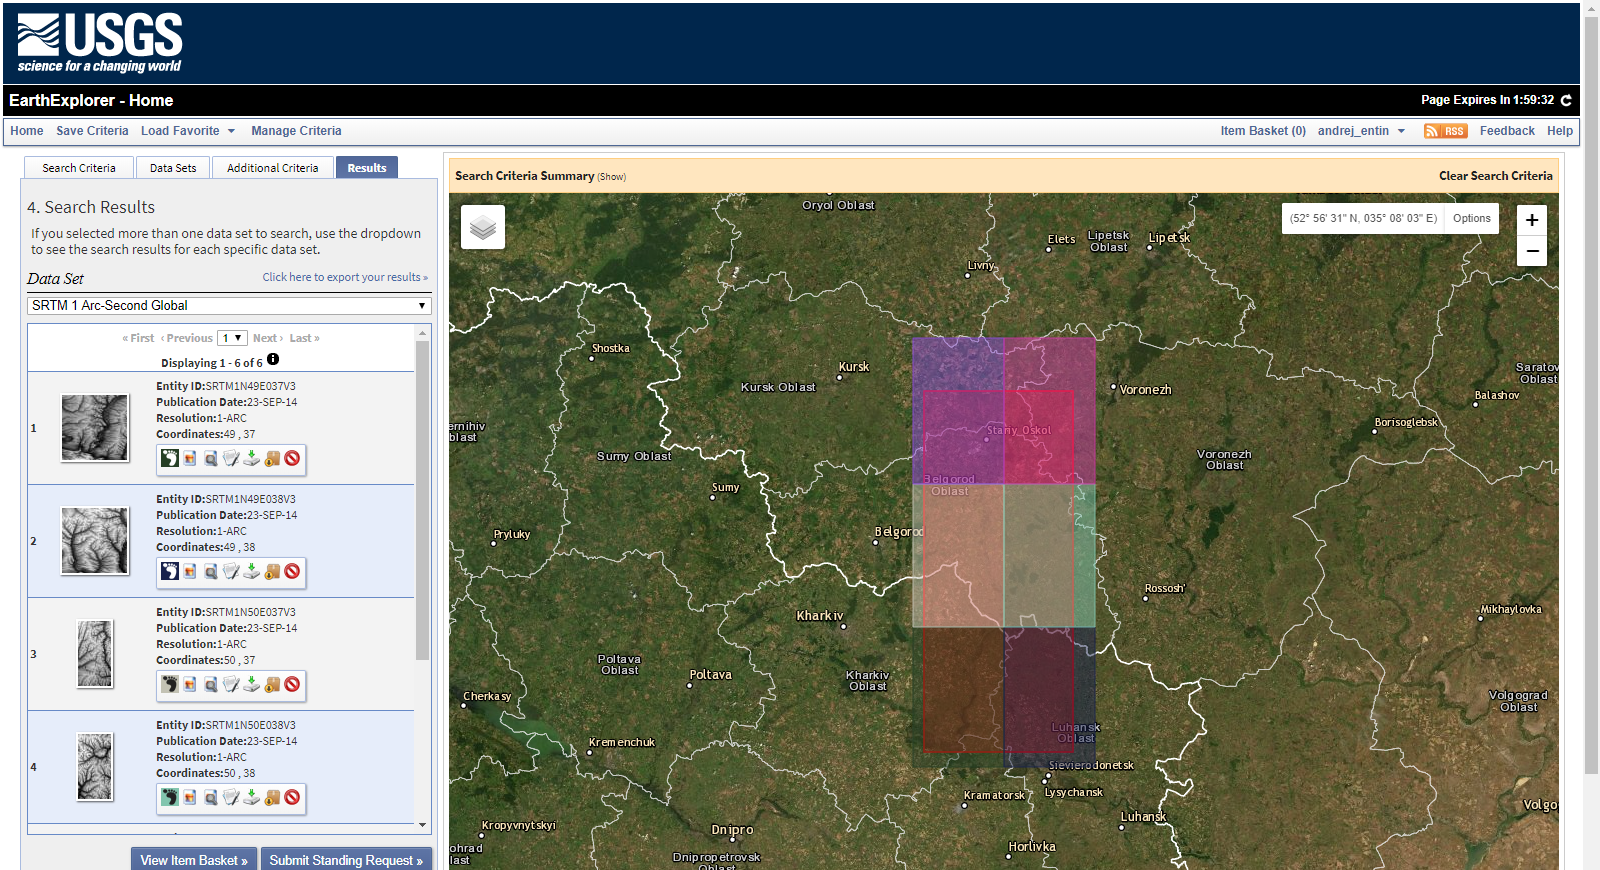 USGS
science for a changing world
EarthExplorer - Home
Page Expires In 1:59:32
Home Save Criteria Load Favorite Manage Criteria
Item Basket (0) andrej_entin RSS Feedback Help
Search Criteria Data Sets Additional Criteria Results
4. Search Results
If you selected more than one data set to search, use the dropdown
to see the search results for each specific data set.
Data Set
Click here to export your results »
SRTM 1 Arc-Second Global
« First ‹ Previous 1 Next › Last »
Displaying 1 - 6 of 6
1
Entity ID:SRTM1N49E037V3
Publication Date:23-SEP-14
Resolution:1-ARC
Coordinates:49 , 37
2
Entity ID:SRTM1N49E038V3
Publication Date:23-SEP-14
Resolution:1-ARC
Coordinates:49 , 38
3
Entity ID:SRTM1N50E037V3
Publication Date:23-SEP-14
Resolution:1-ARC
Coordinates:50 , 37
4
Entity ID:SRTM1N50E038V3
Publication Date:23-SEP-14
Resolution:1-ARC
Coordinates:50 , 38
View Item Basket »
Submit Standing Request »
Search Criteria Summary (Show)
Clear Search Criteria
(52° 56' 31" N, 035° 08' 03" E) Options
+
−
Oryol Oblast
Elets
Lipetsk
Oblast
Lipetsk
Livny
Shostka
Kursk
Kursk Oblast
Voronezh
Saratov
Oblast
Balashov
Borisoglebsk
ernihiv
blast
Stariy Oskol
Sumy Oblast
Voronezh
Oblast
Belgorod
Oblast
Sumy
Pryluky
Belgorod
Rossosh'
Kharkiv
Mikhaylovka
Poltava
Oblast
Poltava
Kharkiv
Oblast
Cherkasy
Volgograd
Oblast
Luhansk
Oblast
Kremenchuk
Sievierodonetsk
Lysychansk
Kramatorsk
Volgo
Luhansk
Kropyvnytskyi
Dnipro
Horlivka
ohrad
last
Dnipropetrovsk
Oblast